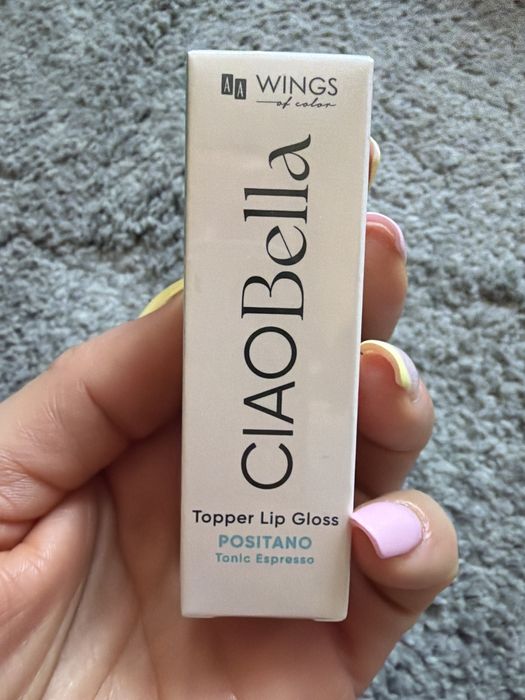 AA WINGS
of color
CIAOBella
Topper Lip Gloss
POSITANO
Tonic Espresso